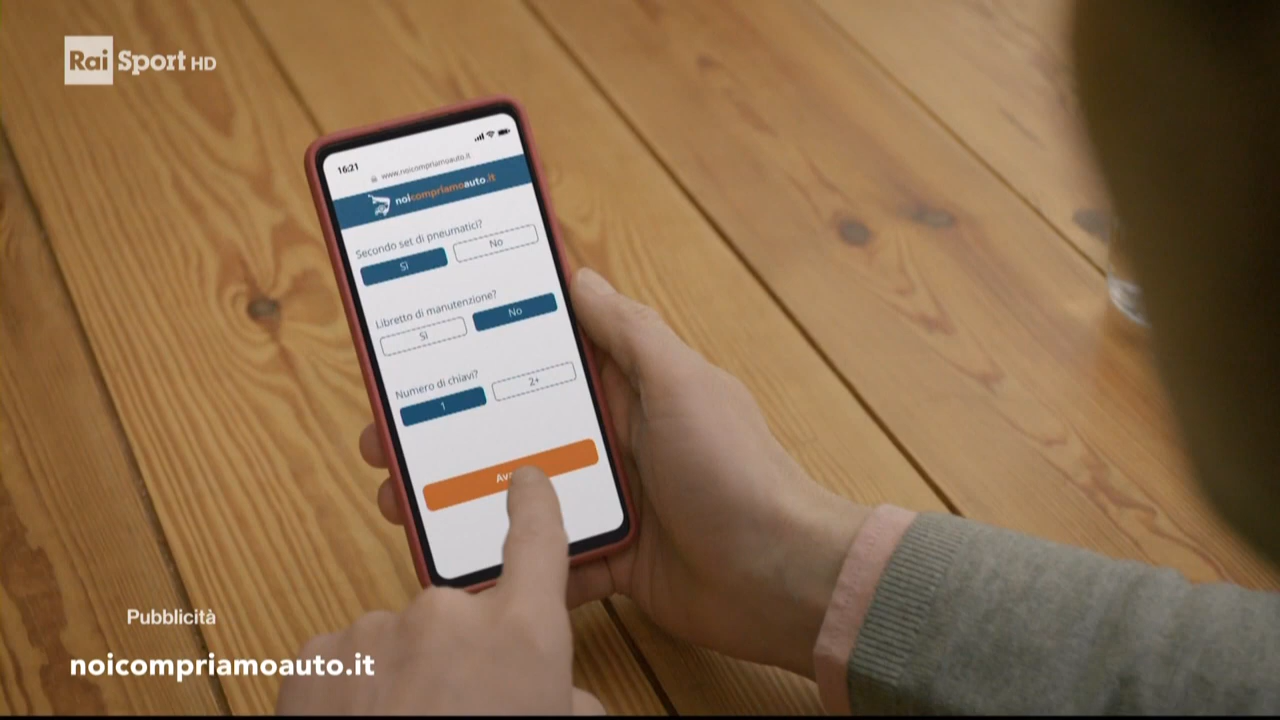 Rai Sport HD
16:21
www.noicompriamoauto.it
noicompriamoauto.it
Secondo set di pneumatici?
Sì No
Libretto di manutenzione?
Sì No
Numero di chiavi?
1 2+
Pubblicità
noicompriamoauto.it